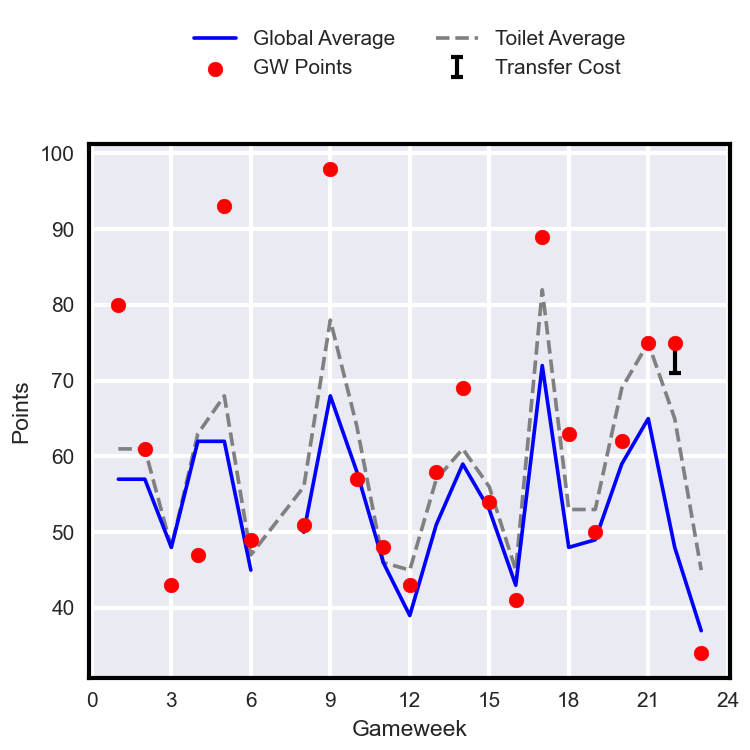 Global Average
Toilet Average
GW Points
Transfer Cost
100
90
80
70
60
50
40
Points
0 3 6 9 12 15 18 21 24
Gameweek